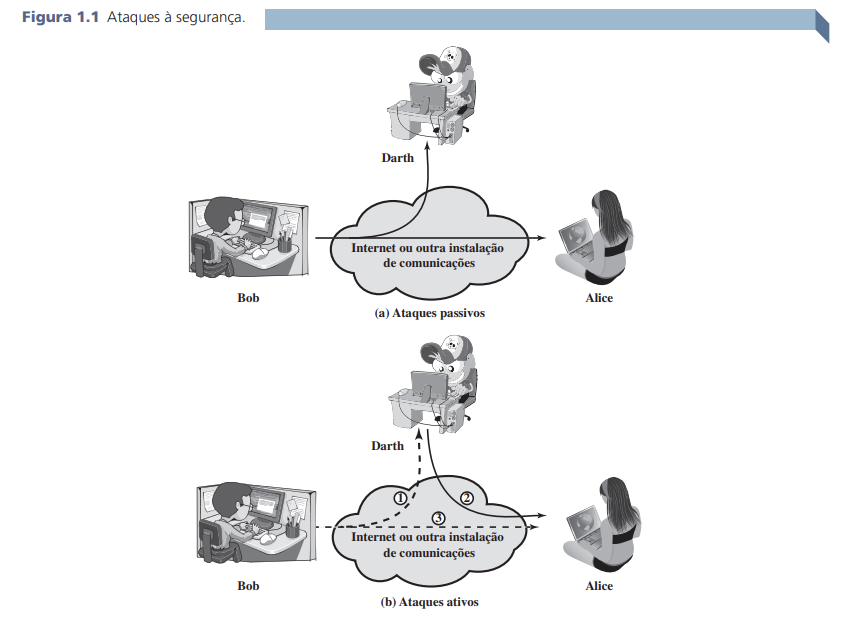 Figura 1.1 Ataques à segurança.
Darth
Internet ou outra instalação
de comunicações
Bob
Alice
(a) Ataques passivos
Darth
1
2
3
Internet ou outra instalação
de comunicações
Bob
Alice
(b) Ataques ativos